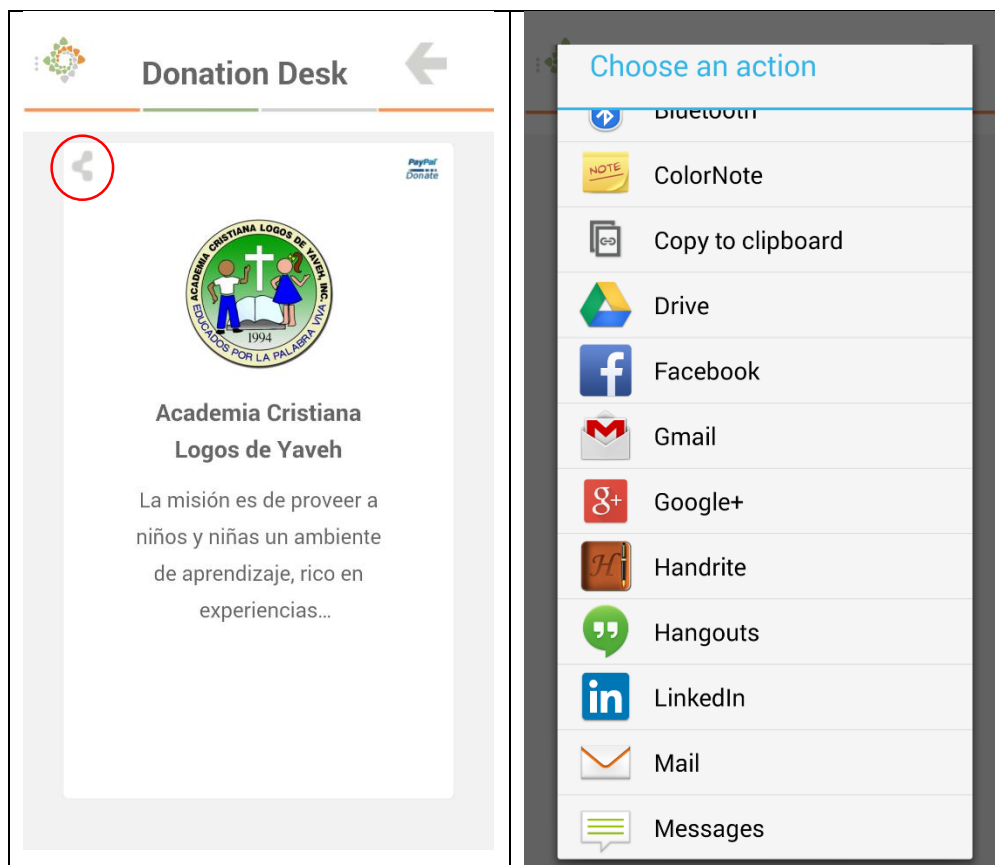 Donation Desk
PayPal
Donate
ACADEMIA CRISTIANA LOGOS DE YAVEH, INC.
1994
EDUCADOS POR LA PALABRA VIVA
Academia Cristiana
Logos de Yaveh
La misión es de proveer a
niños y niñas un ambiente
de aprendizaje, rico en
experiencias...
Choose an action
Bluetooth
NOTE
ColorNote
Copy to clipboard
Drive
f
Facebook
M
Gmail
g+
Google+
H
Handrite
Hangouts
in
LinkedIn
Mail
Messages